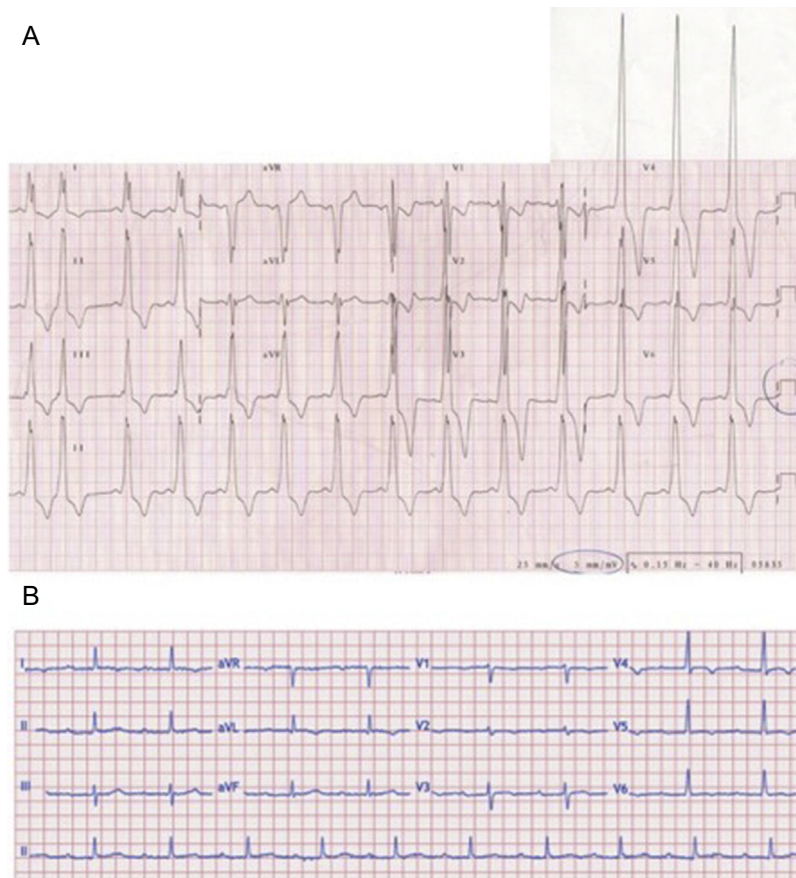 A
I aVR V1 V4
II aVL V2 V5
III aVF V3 V6
II
25 mm/s 5 mm/mV 0.15 Hz - 40 Hz
B
I aVR V1 V4
II aVL V2 V5
III aVF V3 V6
II